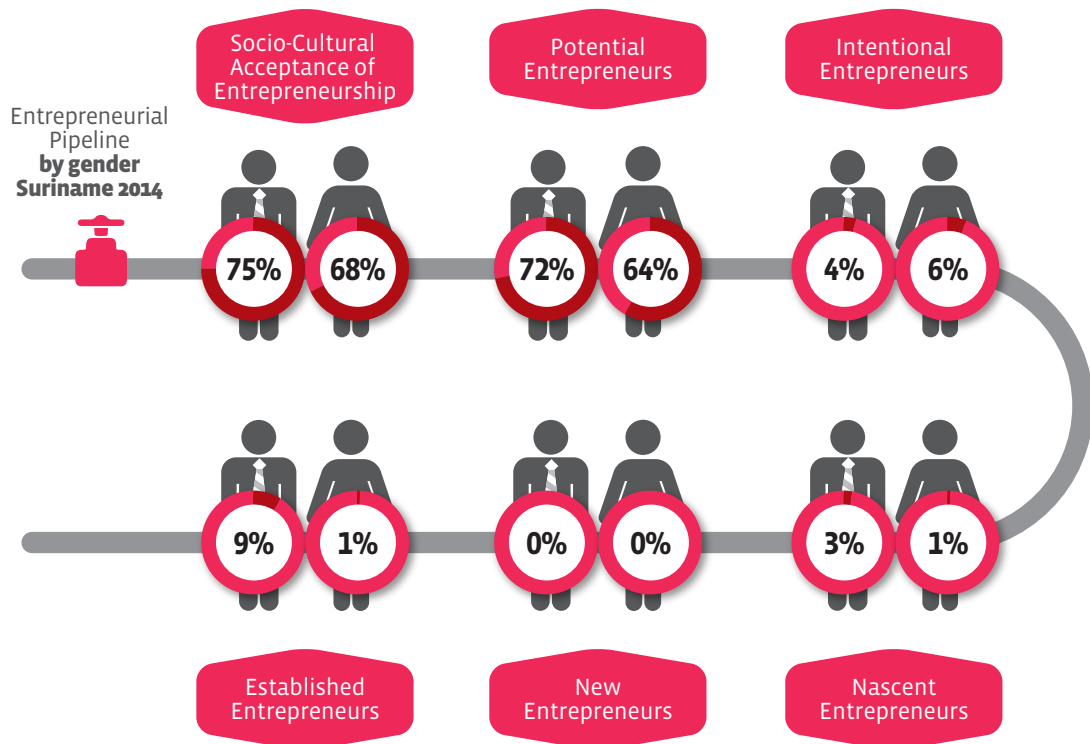 Socio-Cultural
Acceptance of
Entrepreneurship
Potential
Entrepreneurs
Intentional
Entrepreneurs
Entrepreneurial
Pipeline
by gender
Suriname 2014
75%
68%
72%
64%
4%
6%
9%
1%
0%
0%
3%
1%
Established
Entrepreneurs
New
Entrepreneurs
Nascent
Entrepreneurs